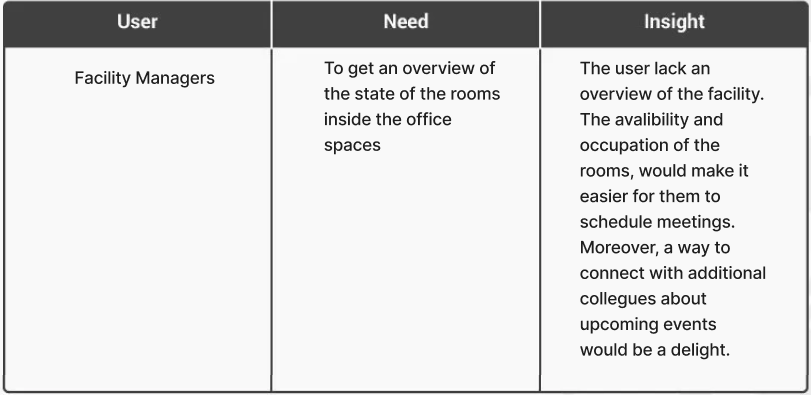 User
Need
Insight
Facility Managers
To get an overview of
the state of the rooms
inside the office
spaces
The user lack an
overview of the facility.
The avalibility and
occupation of the
rooms, would make it
easier for them to
schedule meetings.
Moreover, a way to
connect with additional
collegues about
upcoming events
would be a delight.